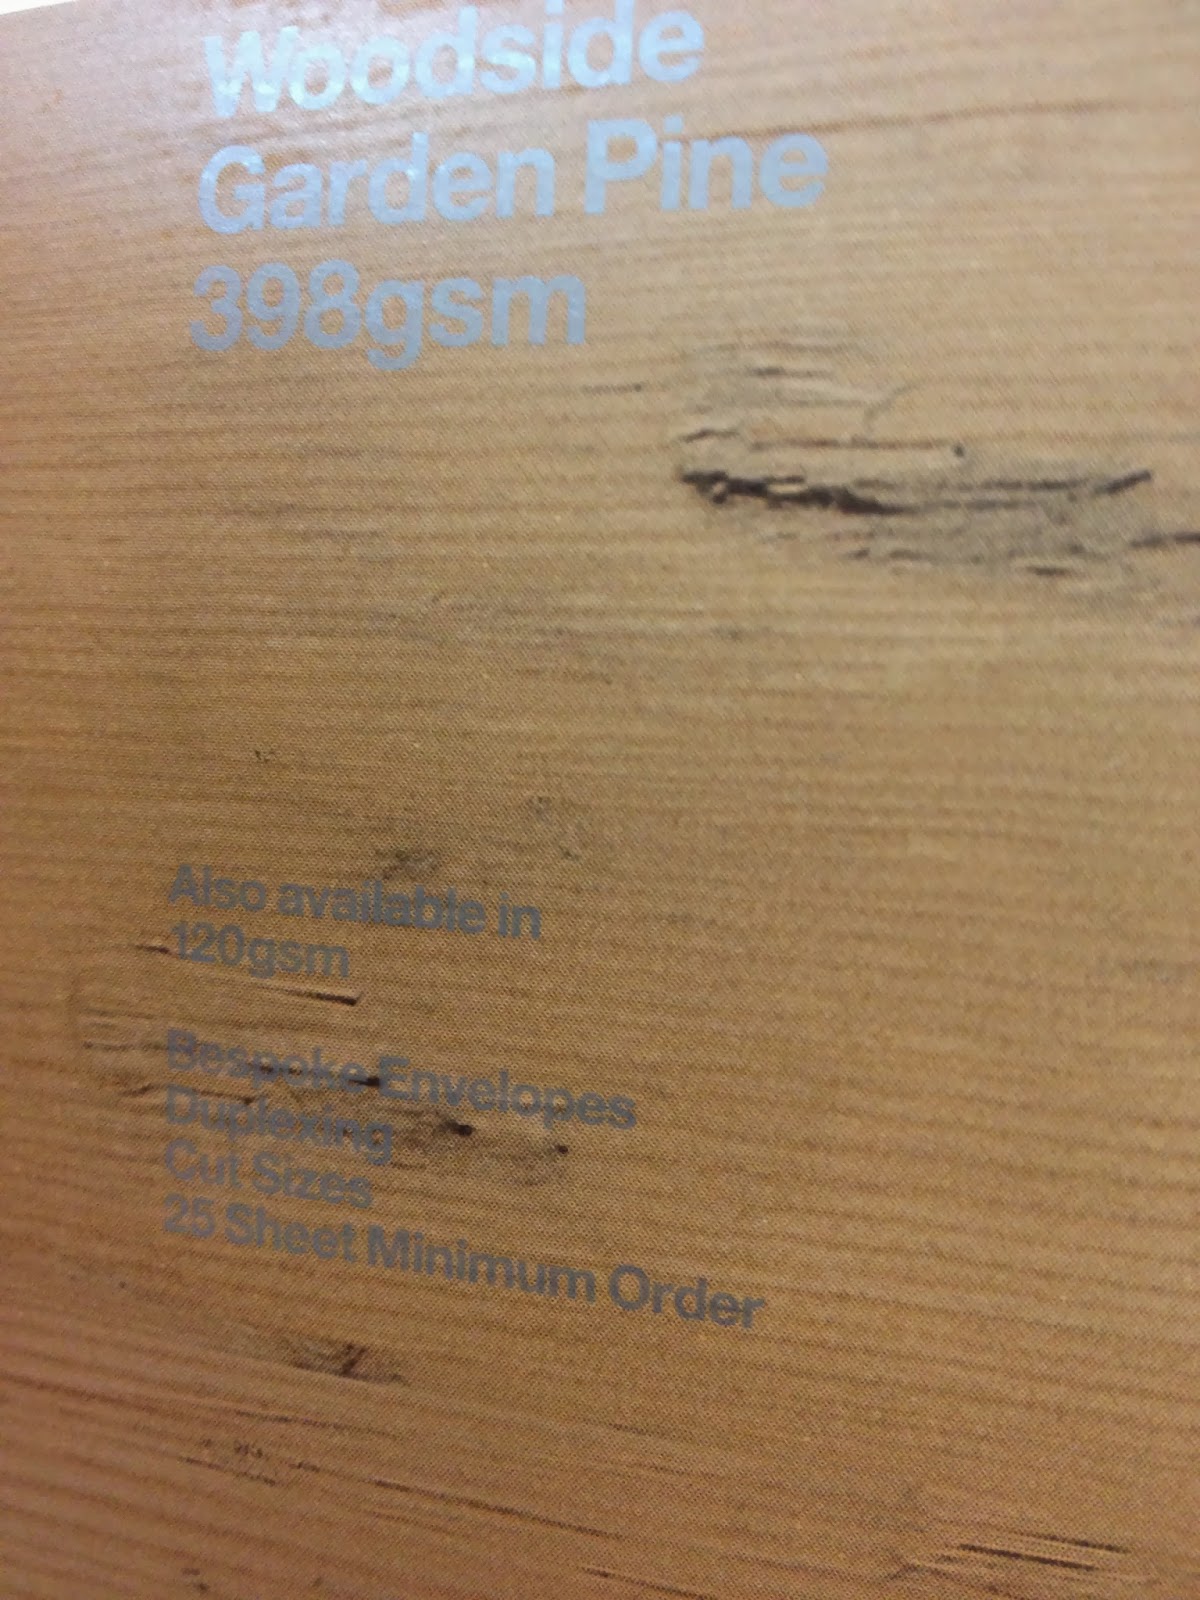 Woodside
Garden Pine
398gsm
Also available in
120gsm
Bespoke Envelopes
Duplexing
Cut Sizes
25 Sheet Minimum Order